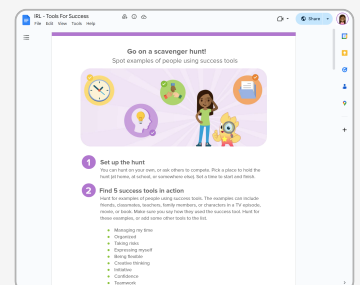 IRL - Tools For Success
File Edit View Tools Help
Share
Go on a scavenger hunt!
Spot examples of people using success tools
1 Set up the hunt
You can hunt on your own, or ask others to compete. Pick a place to hold the
hunt (at home, at school, or somewhere else). Set a time to start and finish.
2 Find 5 success tools in action
Hunt for examples of people using success tools. The examples can include
friends, classmates, teachers, family members, or characters in a TV episode,
movie, or book. Make sure you say how they used the success tool. Hunt for
these examples, or add some other tools to the list.
Managing my time
Organized
Taking risks
Expressing myself
Being flexible
Creative thinking
Initiative
Confidence
Teamwork